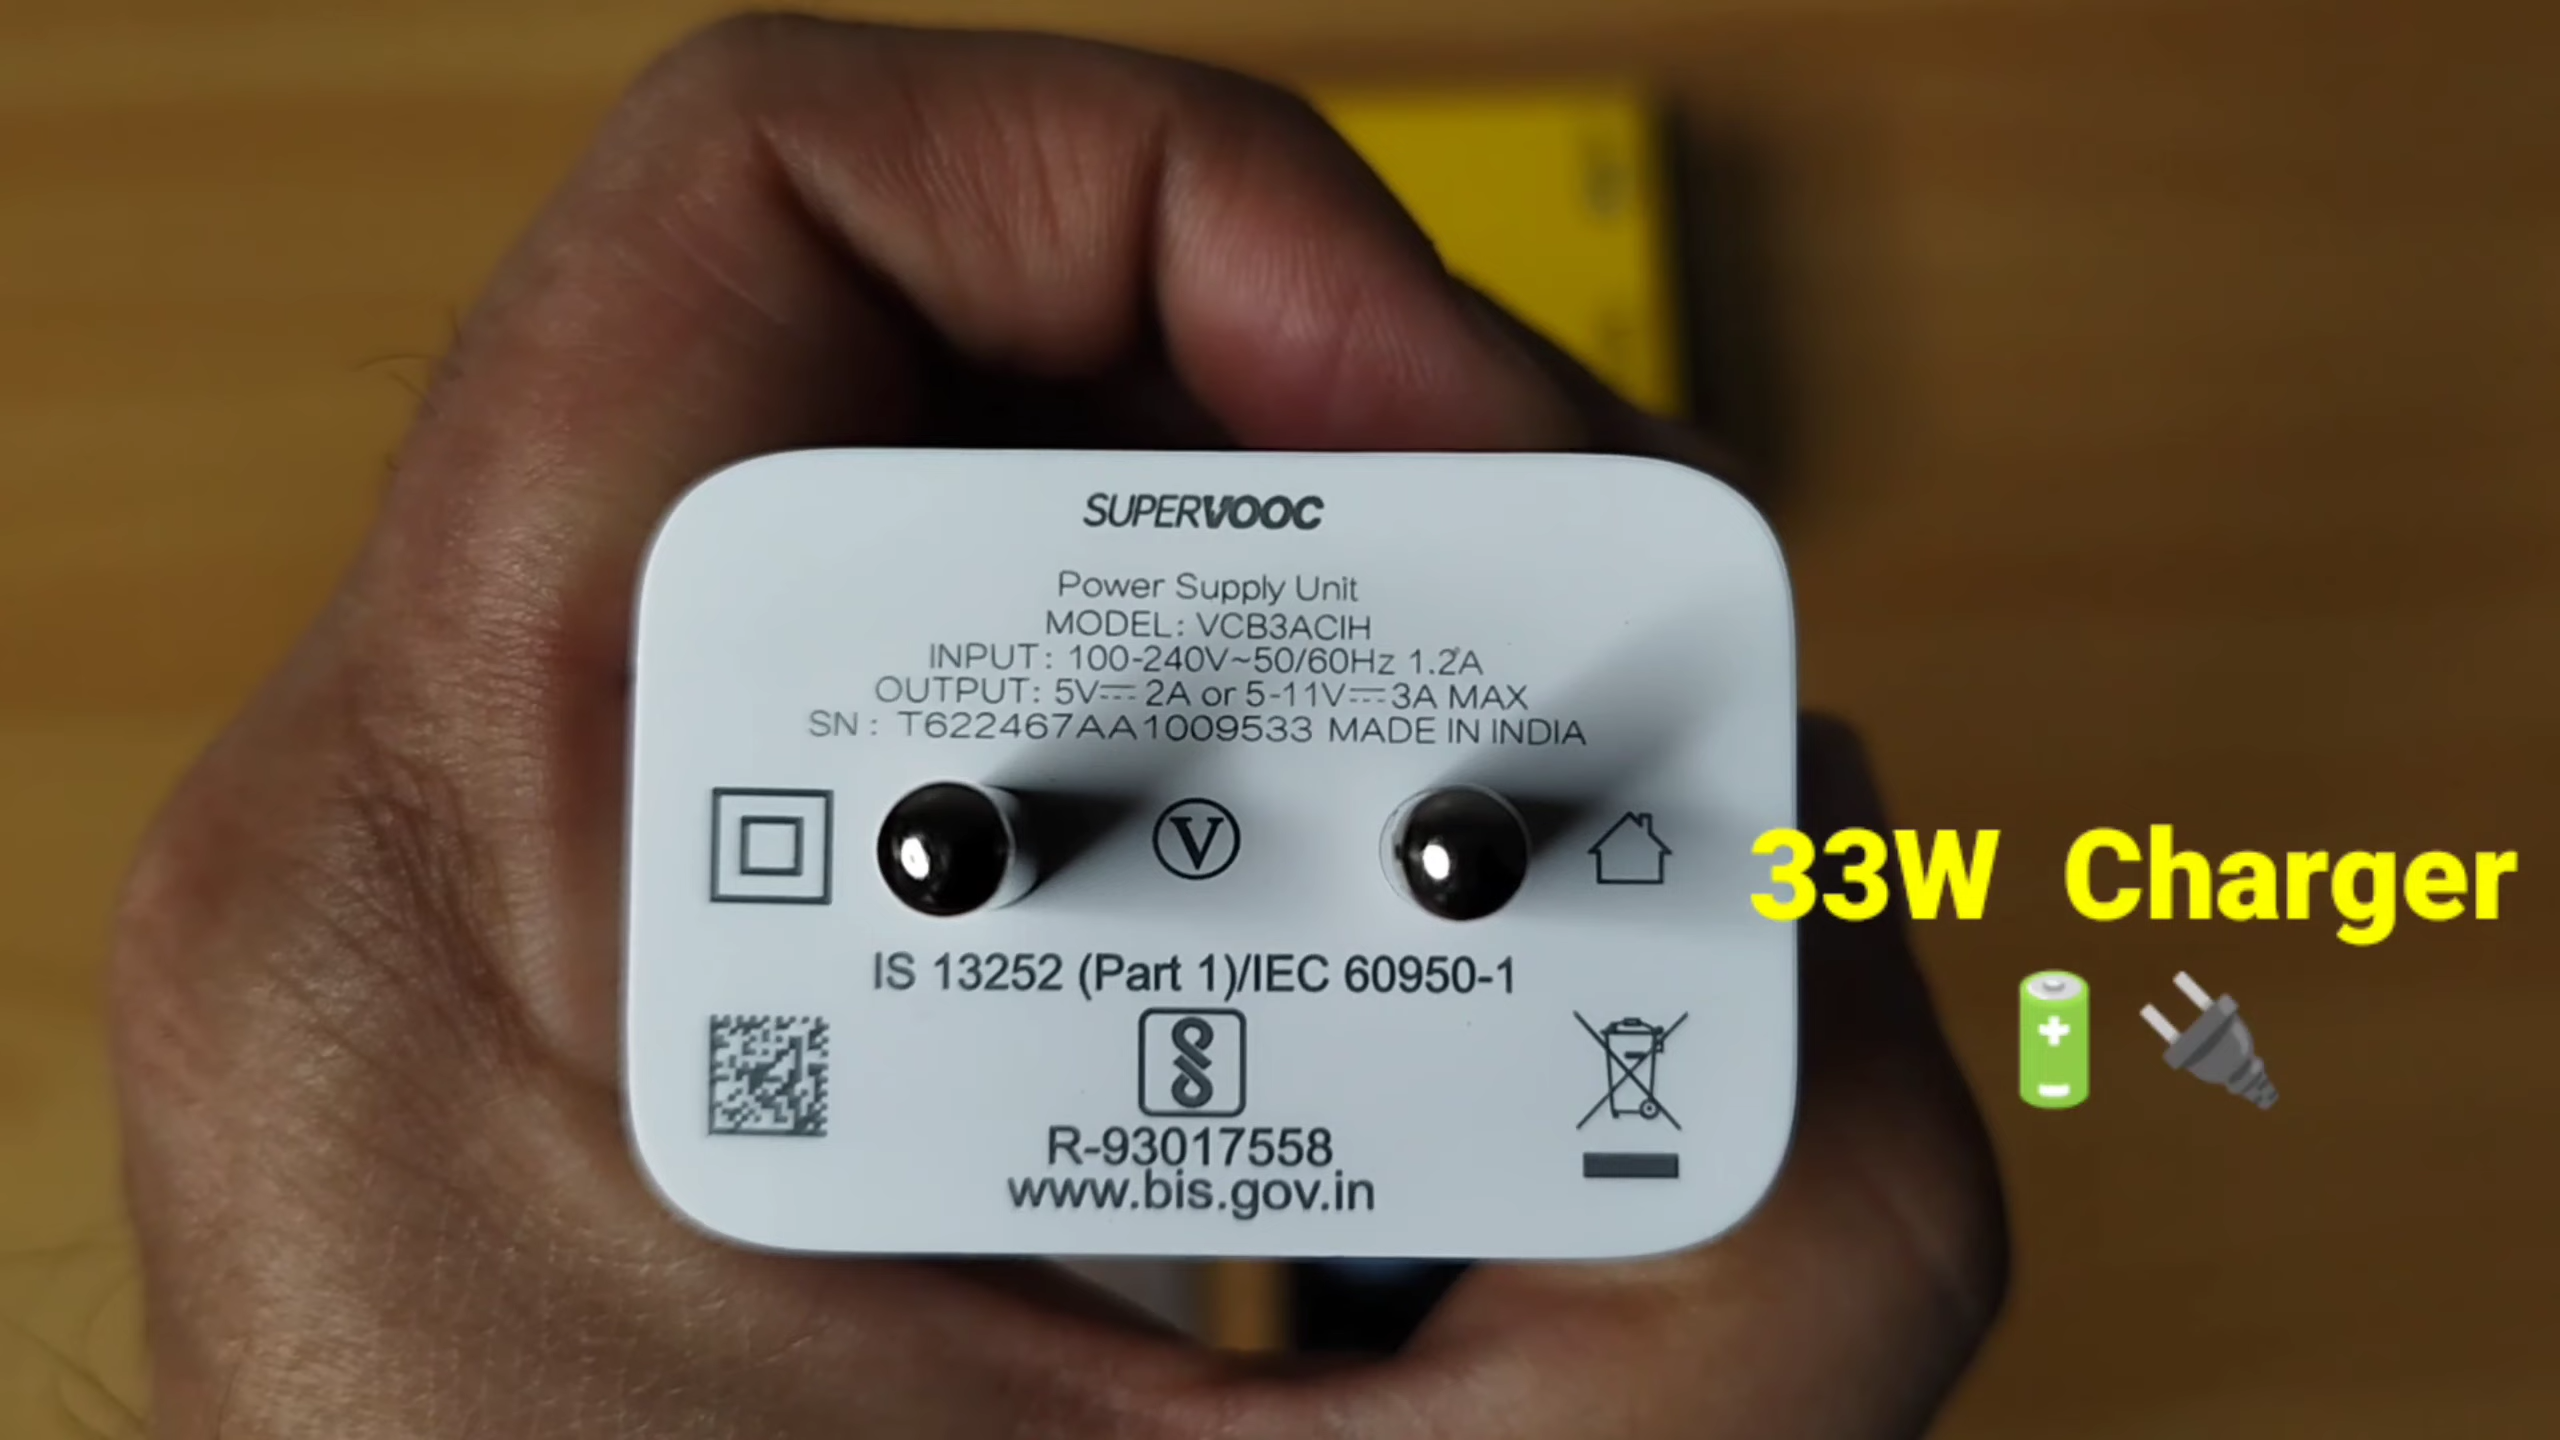 SUPERVOOC
Power Supply Unit
MODEL: VCB3ACIH
INPUT: 100-240V~50/60Hz 1.2A
OUTPUT: 5V⎓2A or 5-11V⎓3A MAX
SN: T622467AA1009533 MADE IN INDIA
V
33W Charger
IS 13252 (Part 1)/IEC 60950-1
R-93017558
www.bis.gov.in